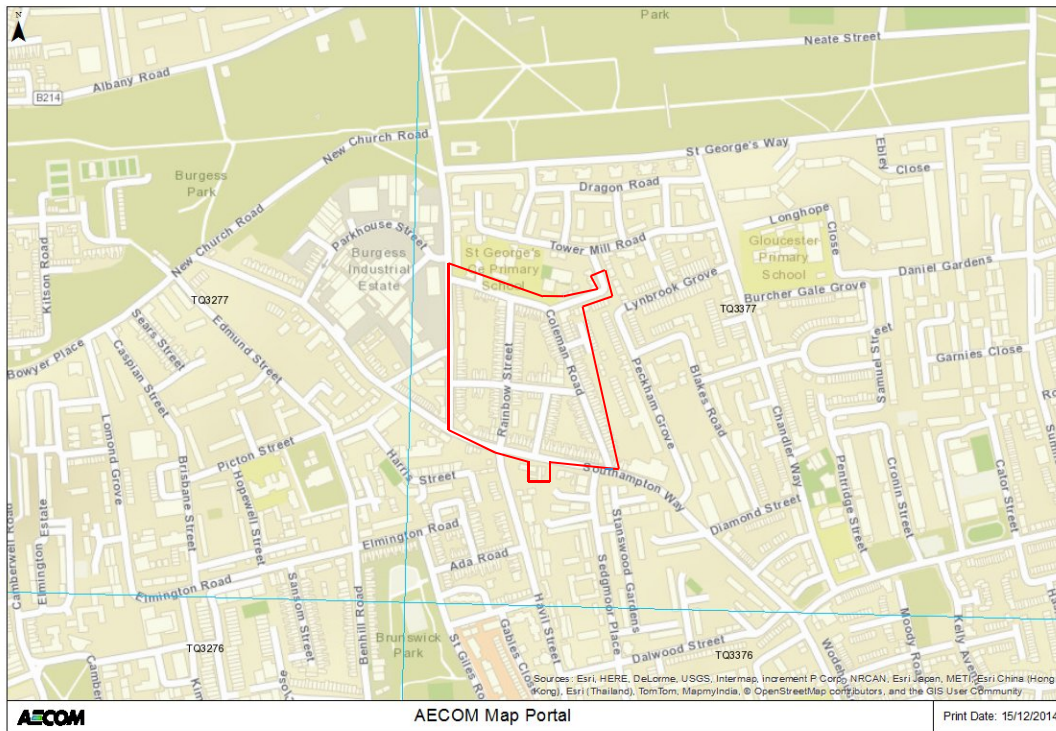 N
Park
Neate Street
Albany Road
B214
New Church Road
St George's Way
Ebley
Close
Burgess
Park
Dragon Road
Longhope
Close
Parkhouse Street
New Church Road
Tower Mill Road
Gloucester
Primary
School
Burgess
Industrial
Estate
St George's
Ce Primary
School
Kitson Road
Daniel Gardens
Lynbrook Grove
Burcher Gale Grove
TQ3277
TQ3377
Sears Street
Edmund Street
Coleman Road
Samuel Street
Bowyer Place
Caspian Street
Rainbow Street
Peckham Grove
Blakes Road
Garnies Close
Lomond Grove
Picton Street
Brisbane Street
Hopewell Street
Harris Street
Southampton Way
Chandler Way
Pentridge Street
Cronin Street
Cator Street
Camberwell Road
Elmington Estate
Elmington Road
Diamond Street
Ada Road
Stanswood Gardens
Sedgmoor Place
Elmington Road
Sansom Street
Benhill Road
Havil Street
Brunswick
Park
St Giles Ro
Gables Close
Dalwood Street
Moody Road
Kelly Avenue
TQ3276
TQ3376
Sources: Esri, HERE, DeLorme, USGS, Intermap, increment P Corp., NRCAN, Esri Japan, METI, Esri China (Hong
Kong), Esri (Thailand), TomTom, MapmyIndia, © OpenStreetMap contributors, and the GIS User Community
AECOM
AECOM Map Portal
Print Date: 15/12/2014